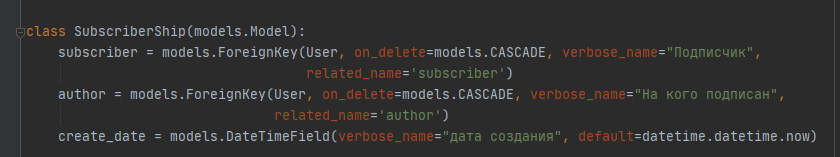 class SubscriberShip(models.Model):
subscriber = models.ForeignKey(User, on_delete=models.CASCADE, verbose_name="Подписчик",
related_name='subscriber')
author = models.ForeignKey(User, on_delete=models.CASCADE, verbose_name="На кого подписан",
related_name='author')
create_date = models.DateTimeField(verbose_name="дата создания", default=datetime.datetime.now)